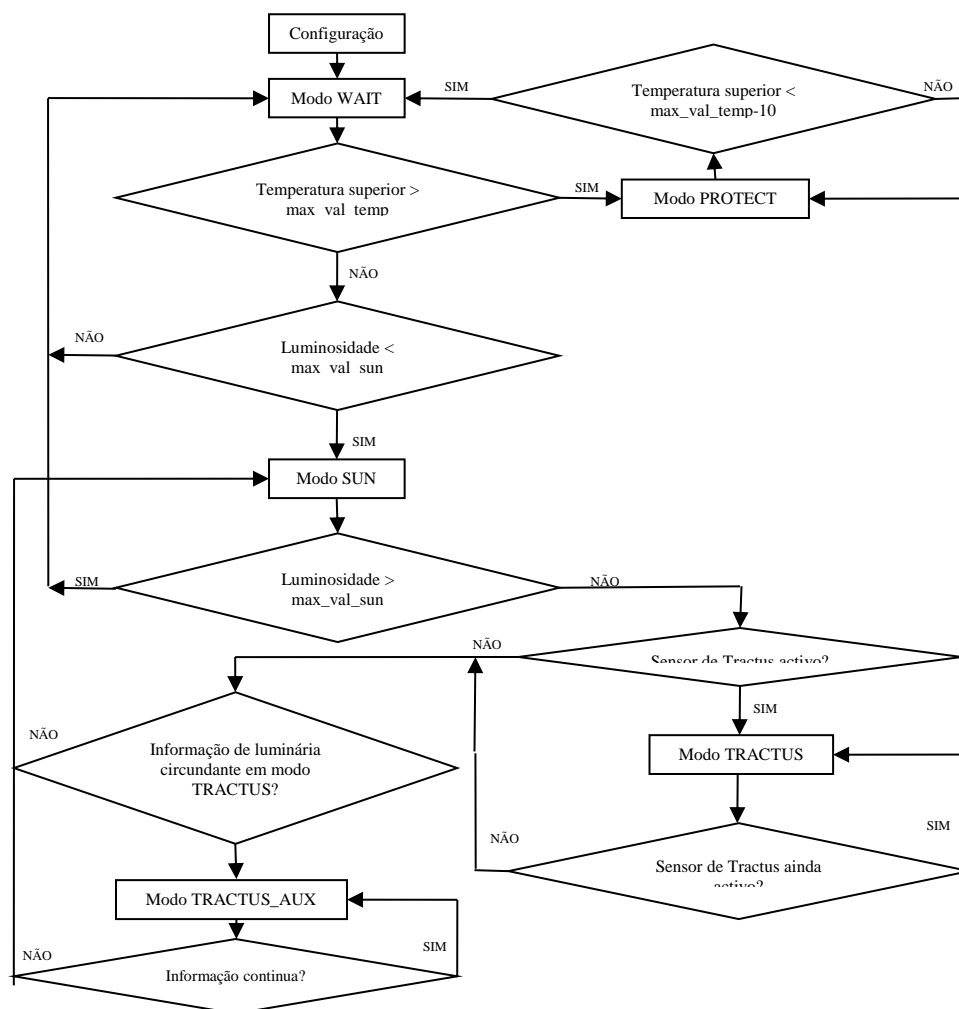 Configuração
Modo WAIT
SIM
Temperatura superior <
max_val_temp-10
NÃO
Temperatura superior >
max_val_temp
SIM
Modo PROTECT
NÃO
NÃO
Luminosidade <
max_val_sun
SIM
Modo SUN
SIM
Luminosidade >
max_val_sun
NÃO
NÃO
Sensor de Tractus activo?
SIM
NÃO
Informação de luminária
circundante em modo
TRACTUS?
Modo TRACTUS
NÃO
SIM
Sensor de Tractus ainda
activo?
Modo TRACTUS_AUX
NÃO
SIM
Informação continua?